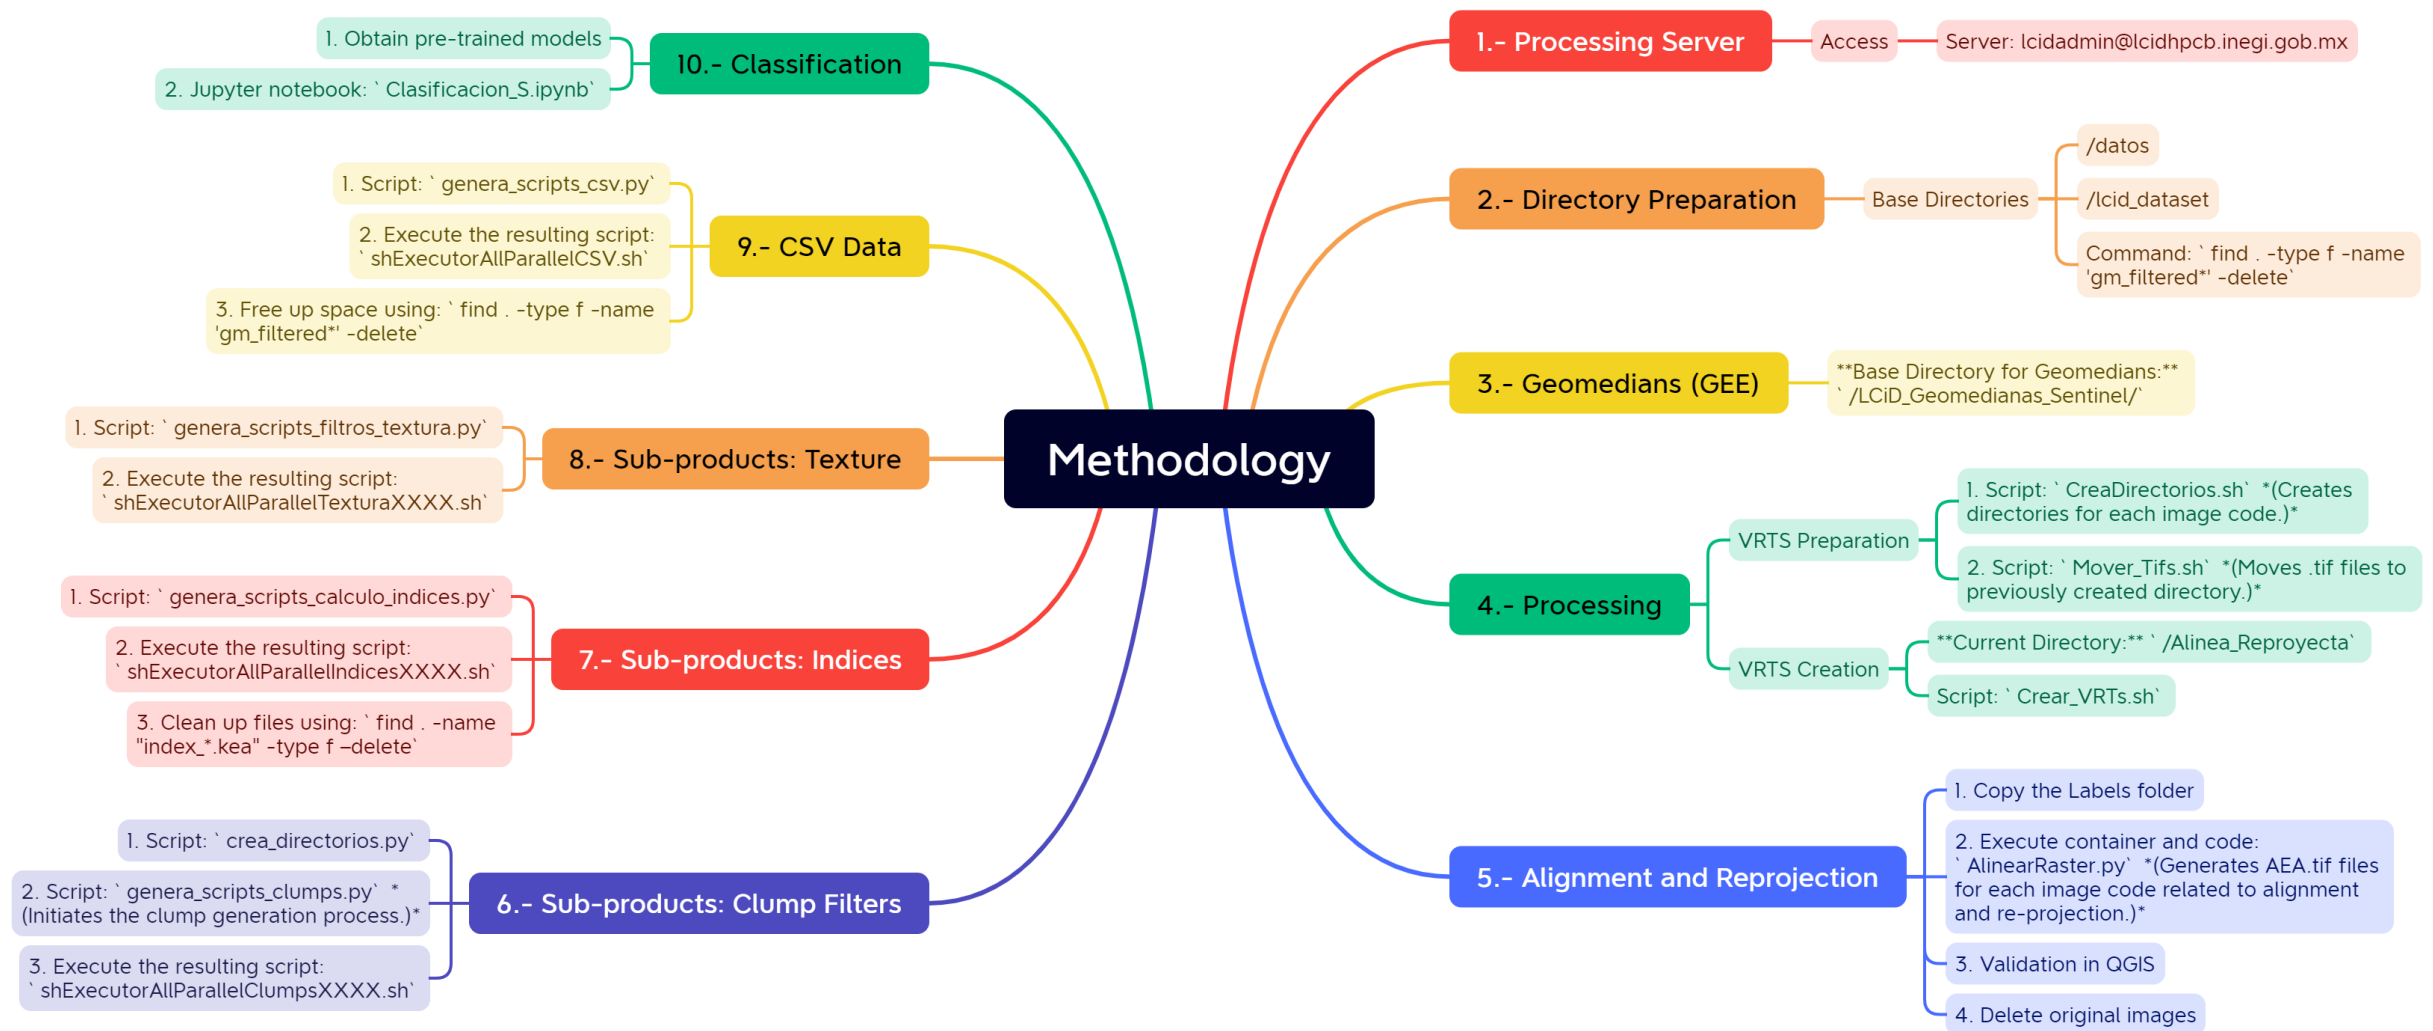 Methodology
1.- Processing Server
Access
Server: lcidadmin@lcidhpcb.inegi.gob.mx
2.- Directory Preparation
Base Directories
/datos
/lcid_dataset
Command: ` find . -type f -name
'gm_filtered*' -delete`
3.- Geomedians (GEE)
**Base Directory for Geomedians:**
` /LCiD_Geomedianas_Sentinel/`
4.- Processing
VRTS Preparation
1. Script: ` CreaDirectorios.sh` *(Creates
directories for each image code.)*
2. Script: ` Mover_Tifs.sh` *(Moves .tif files to
previously created directory.)*
VRTS Creation
**Current Directory:** ` /Alinea_Reproyecta`
Script: ` Crear_VRTs.sh`
5.- Alignment and Reprojection
1. Copy the Labels folder
2. Execute container and code:
` AlinearRaster.py` *(Generates AEA.tif files
for each image code related to alignment
and re-projection.)*
3. Validation in QGIS
4. Delete original images
6.- Sub-products: Clump Filters
1. Script: ` crea_directorios.py`
2. Script: ` genera_scripts_clumps.py` *
(Initiates the clump generation process.)*
3. Execute the resulting script:
` shExecutorAllParallelClumpsXXXX.sh`
7.- Sub-products: Indices
1. Script: ` genera_scripts_calculo_indices.py`
2. Execute the resulting script:
` shExecutorAllParallelIndicesXXXX.sh`
3. Clean up files using: ` find . -name
"index_*.kea" -type f –delete`
8.- Sub-products: Texture
1. Script: ` genera_scripts_filtros_textura.py`
2. Execute the resulting script:
` shExecutorAllParallelTexturaXXXX.sh`
9.- CSV Data
1. Script: ` genera_scripts_csv.py`
2. Execute the resulting script:
` shExecutorAllParallelCSV.sh`
3. Free up space using: ` find . -type f -name
'gm_filtered*' -delete`
10.- Classification
1. Obtain pre-trained models
2. Jupyter notebook: ` Clasificacion_S.ipynb`